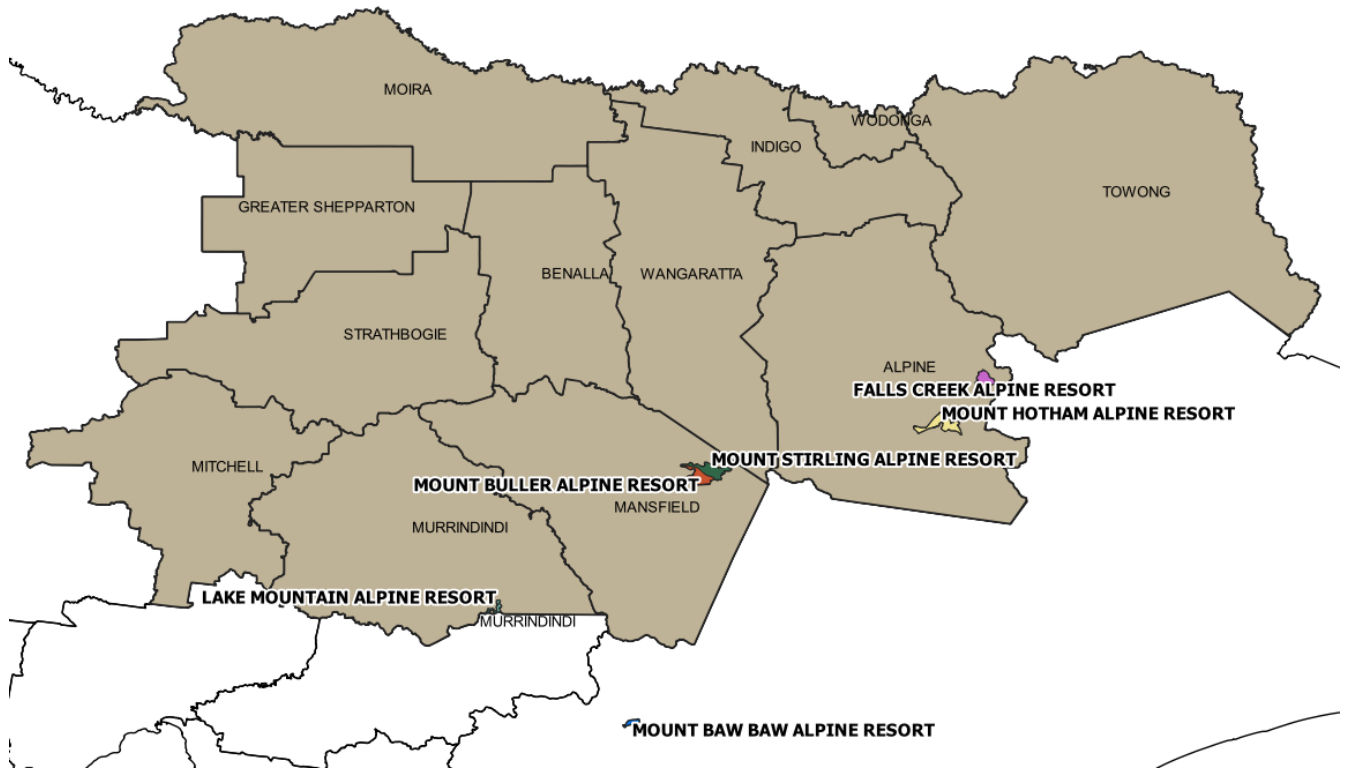 MOIRA
WODONGA
INDIGO
TOWONG
GREATER SHEPPARTON
BENALLA
WANGARATTA
STRATHBOGIE
ALPINE
FALLS CREEK ALPINE RESORT
MOUNT HOTHAM ALPINE RESORT
MOUNT STIRLING ALPINE RESORT
MITCHELL
MOUNT BULLER ALPINE RESORT
MANSFIELD
MURRINDINDI
LAKE MOUNTAIN ALPINE RESORT
MURRINDINDI
MOUNT BAW BAW ALPINE RESORT